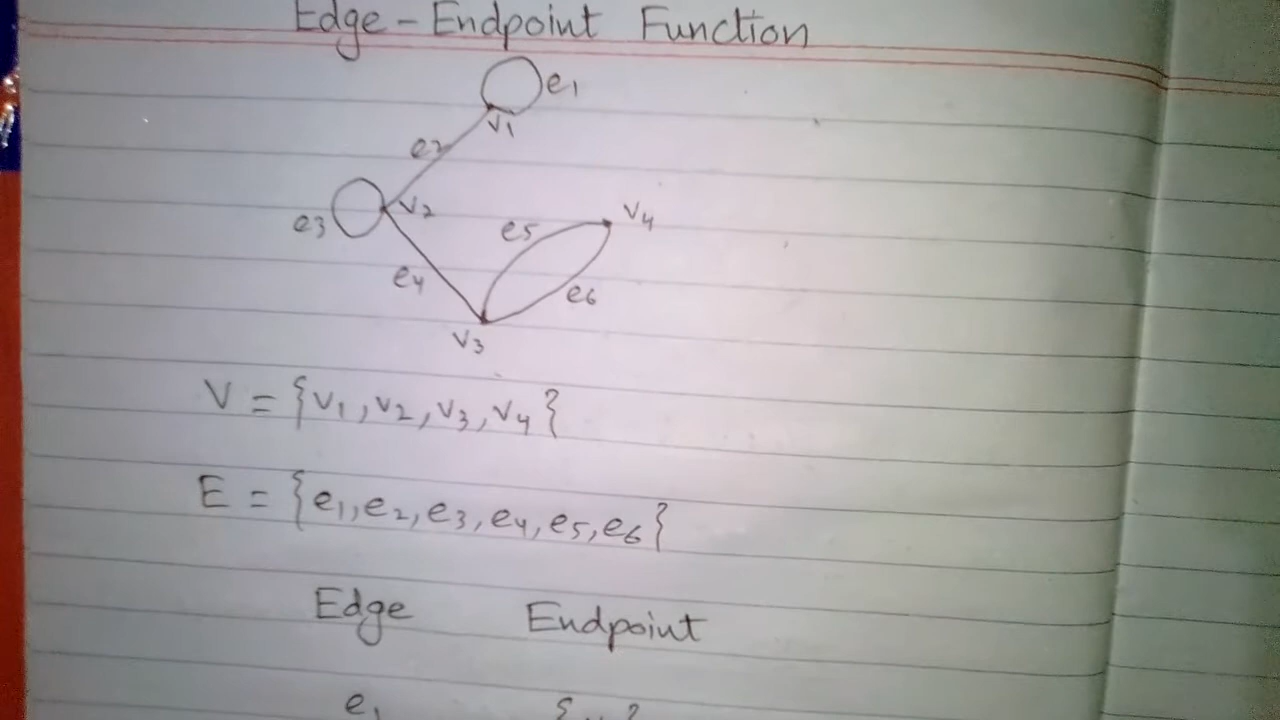 Edge-Endpoint Function
e1
v1
e2
e3 v2
e5 v4
e4 e6
v3
V = {v1, v2, v3, v4}
E = {e1, e2, e3, e4, e5, e6}
Edge Endpoint
e1